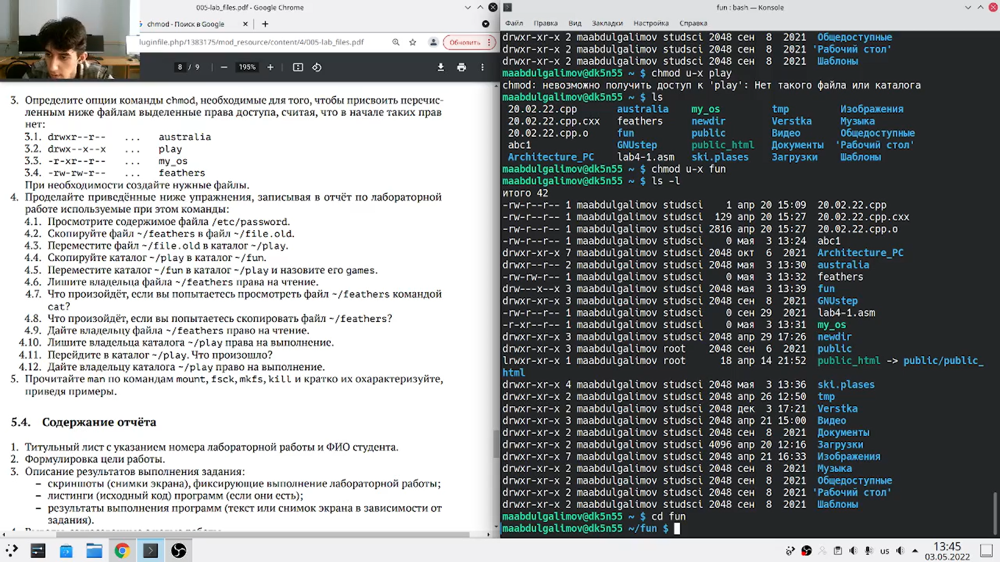 005-lab_files.pdf - Google Chrome
chmod - Поиск в Google
luginfile.php/1383175/mod_resource/content/4/005-lab_files.pdf
Обновить
8 / 9
195%
3. Определите опции команды chmod, необходимые для того, чтобы присвоить перечис-
ленным ниже файлам выделенные права доступа, считая, что в начале таких прав
нет:
3.1. drwxr--r-- ... australia
3.2. drwx--x--x ... play
3.3. -r-xr--r-- ... my_os
3.4. -rw-rw-r-- ... feathers
При необходимости создайте нужные файлы.
4. Проделайте приведённые ниже упражнения, записывая в отчёт по лабораторной
работе используемые при этом команды:
4.1. Просмотрите содержимое файла /etc/password.
4.2. Скопируйте файл ~/feathers в файл ~/file.old.
4.3. Переместите файл ~/file.old в каталог ~/play.
4.4. Скопируйте каталог ~/play в каталог ~/fun.
4.5. Переместите каталог ~/fun в каталог ~/play и назовите его games.
4.6. Лишите владельца файла ~/feathers права на чтение.
4.7. Что произойдёт, если вы попытаетесь просмотреть файл ~/feathers командой
cat?
4.8. Что произойдёт, если вы попытаетесь скопировать файл ~/feathers?
4.9. Дайте владельцу файла ~/feathers право на чтение.
4.10. Лишите владельца каталога ~/play права на выполнение.
4.11. Перейдите в каталог ~/play. Что произошло?
4.12. Дайте владельцу каталога ~/play право на выполнение.
5. Прочитайте man по командам mount, fsck, mkfs, kill и кратко их охарактеризуйте,
приведя примеры.
5.4. Содержание отчёта
1. Титульный лист с указанием номера лабораторной работы и ФИО студента.
2. Формулировка цели работы.
3. Описание результатов выполнения задания:
– скриншоты (снимки экрана), фиксирующие выполнение лабораторной работы;
– листинги (исходный код) программ (если они есть);
– результаты выполнения программ (текст или снимок экрана в зависимости от
задания).
fun : bash — Konsole
Файл Правка Вид Закладки Настройка Справка
drwxr-xr-x 2 maabdulgalimov studsci 2048 сен 8 2021 Общедоступные
drwxr-xr-x 2 maabdulgalimov studsci 2048 сен 8 2021 'Рабочий стол'
drwxr-xr-x 2 maabdulgalimov studsci 2048 сен 8 2021 Шаблоны
maabdulgalimov@dk5n55 ~ $ chmod u-x play
chmod: невозможно получить доступ к 'play': Нет такого файла или каталога
maabdulgalimov@dk5n55 ~ $ ls
20.02.22.cpp australia my_os tmp Изображения
20.02.22.cpp.cxx feathers newdir Verstka Музыка
20.02.22.cpp.o fun public Видео Общедоступные
abc1 GNUstep public_html Документы 'Рабочий стол'
Architecture_PC lab4-1.asm ski.plases Загрузки Шаблоны
maabdulgalimov@dk5n55 ~ $ chmod u-x fun
maabdulgalimov@dk5n55 ~ $ ls -l
итого 42
-rw-r--r-- 1 maabdulgalimov studsci 1 апр 20 15:09 20.02.22.cpp
-rw-r--r-- 1 maabdulgalimov studsci 129 апр 20 15:27 20.02.22.cpp.cxx
-rw-r--r-- 1 maabdulgalimov studsci 2816 апр 20 15:27 20.02.22.cpp.o
-rw-rw-r-- 1 maabdulgalimov studsci 0 мая 3 13:24 abc1
drwxr-xr-x 7 maabdulgalimov studsci 2048 окт 6 2021 Architecture_PC
drwxr--r-- 2 maabdulgalimov studsci 2048 мая 3 13:30 australia
-rw-rw-r-- 1 maabdulgalimov studsci 0 мая 3 13:32 feathers
drw---x--x 3 maabdulgalimov studsci 2048 мая 3 13:39 fun
drwxr-xr-x 3 maabdulgalimov studsci 2048 сен 8 2021 GNUstep
-rw-r--r-- 1 maabdulgalimov studsci 0 сен 29 2021 lab4-1.asm
-r-xr--r-- 1 maabdulgalimov studsci 0 мая 3 13:31 my_os
drwxr-xr-x 3 maabdulgalimov studsci 2048 апр 29 17:26 newdir
drwxr-xr-x 3 maabdulgalimov root 2048 сен 6 2021 public
lrwxr-xr-x 1 maabdulgalimov root 18 апр 14 21:52 public_html -> public/public_
html
drwxr-xr-x 4 maabdulgalimov studsci 2048 мая 3 13:36 ski.plases
drwxr-xr-x 2 maabdulgalimov studsci 2048 апр 26 12:50 tmp
drwxr-xr-x 2 maabdulgalimov studsci 2048 дек 3 17:21 Verstka
drwxr-xr-x 3 maabdulgalimov studsci 2048 апр 21 15:00 Видео
drwxr-xr-x 2 maabdulgalimov studsci 2048 сен 8 2021 Документы
drwxr-xr-x 2 maabdulgalimov studsci 4096 апр 20 12:16 Загрузки
drwxr-xr-x 7 maabdulgalimov studsci 2048 апр 21 16:33 Изображения
drwxr-xr-x 2 maabdulgalimov studsci 2048 сен 8 2021 Музыка
drwxr-xr-x 2 maabdulgalimov studsci 2048 сен 8 2021 Общедоступные
drwxr-xr-x 2 maabdulgalimov studsci 2048 сен 8 2021 'Рабочий стол'
drwxr-xr-x 2 maabdulgalimov studsci 2048 сен 8 2021 Шаблоны
maabdulgalimov@dk5n55 ~ $ cd fun
maabdulgalimov@dk5n55 ~/fun $
us
13:45
03.05.2022